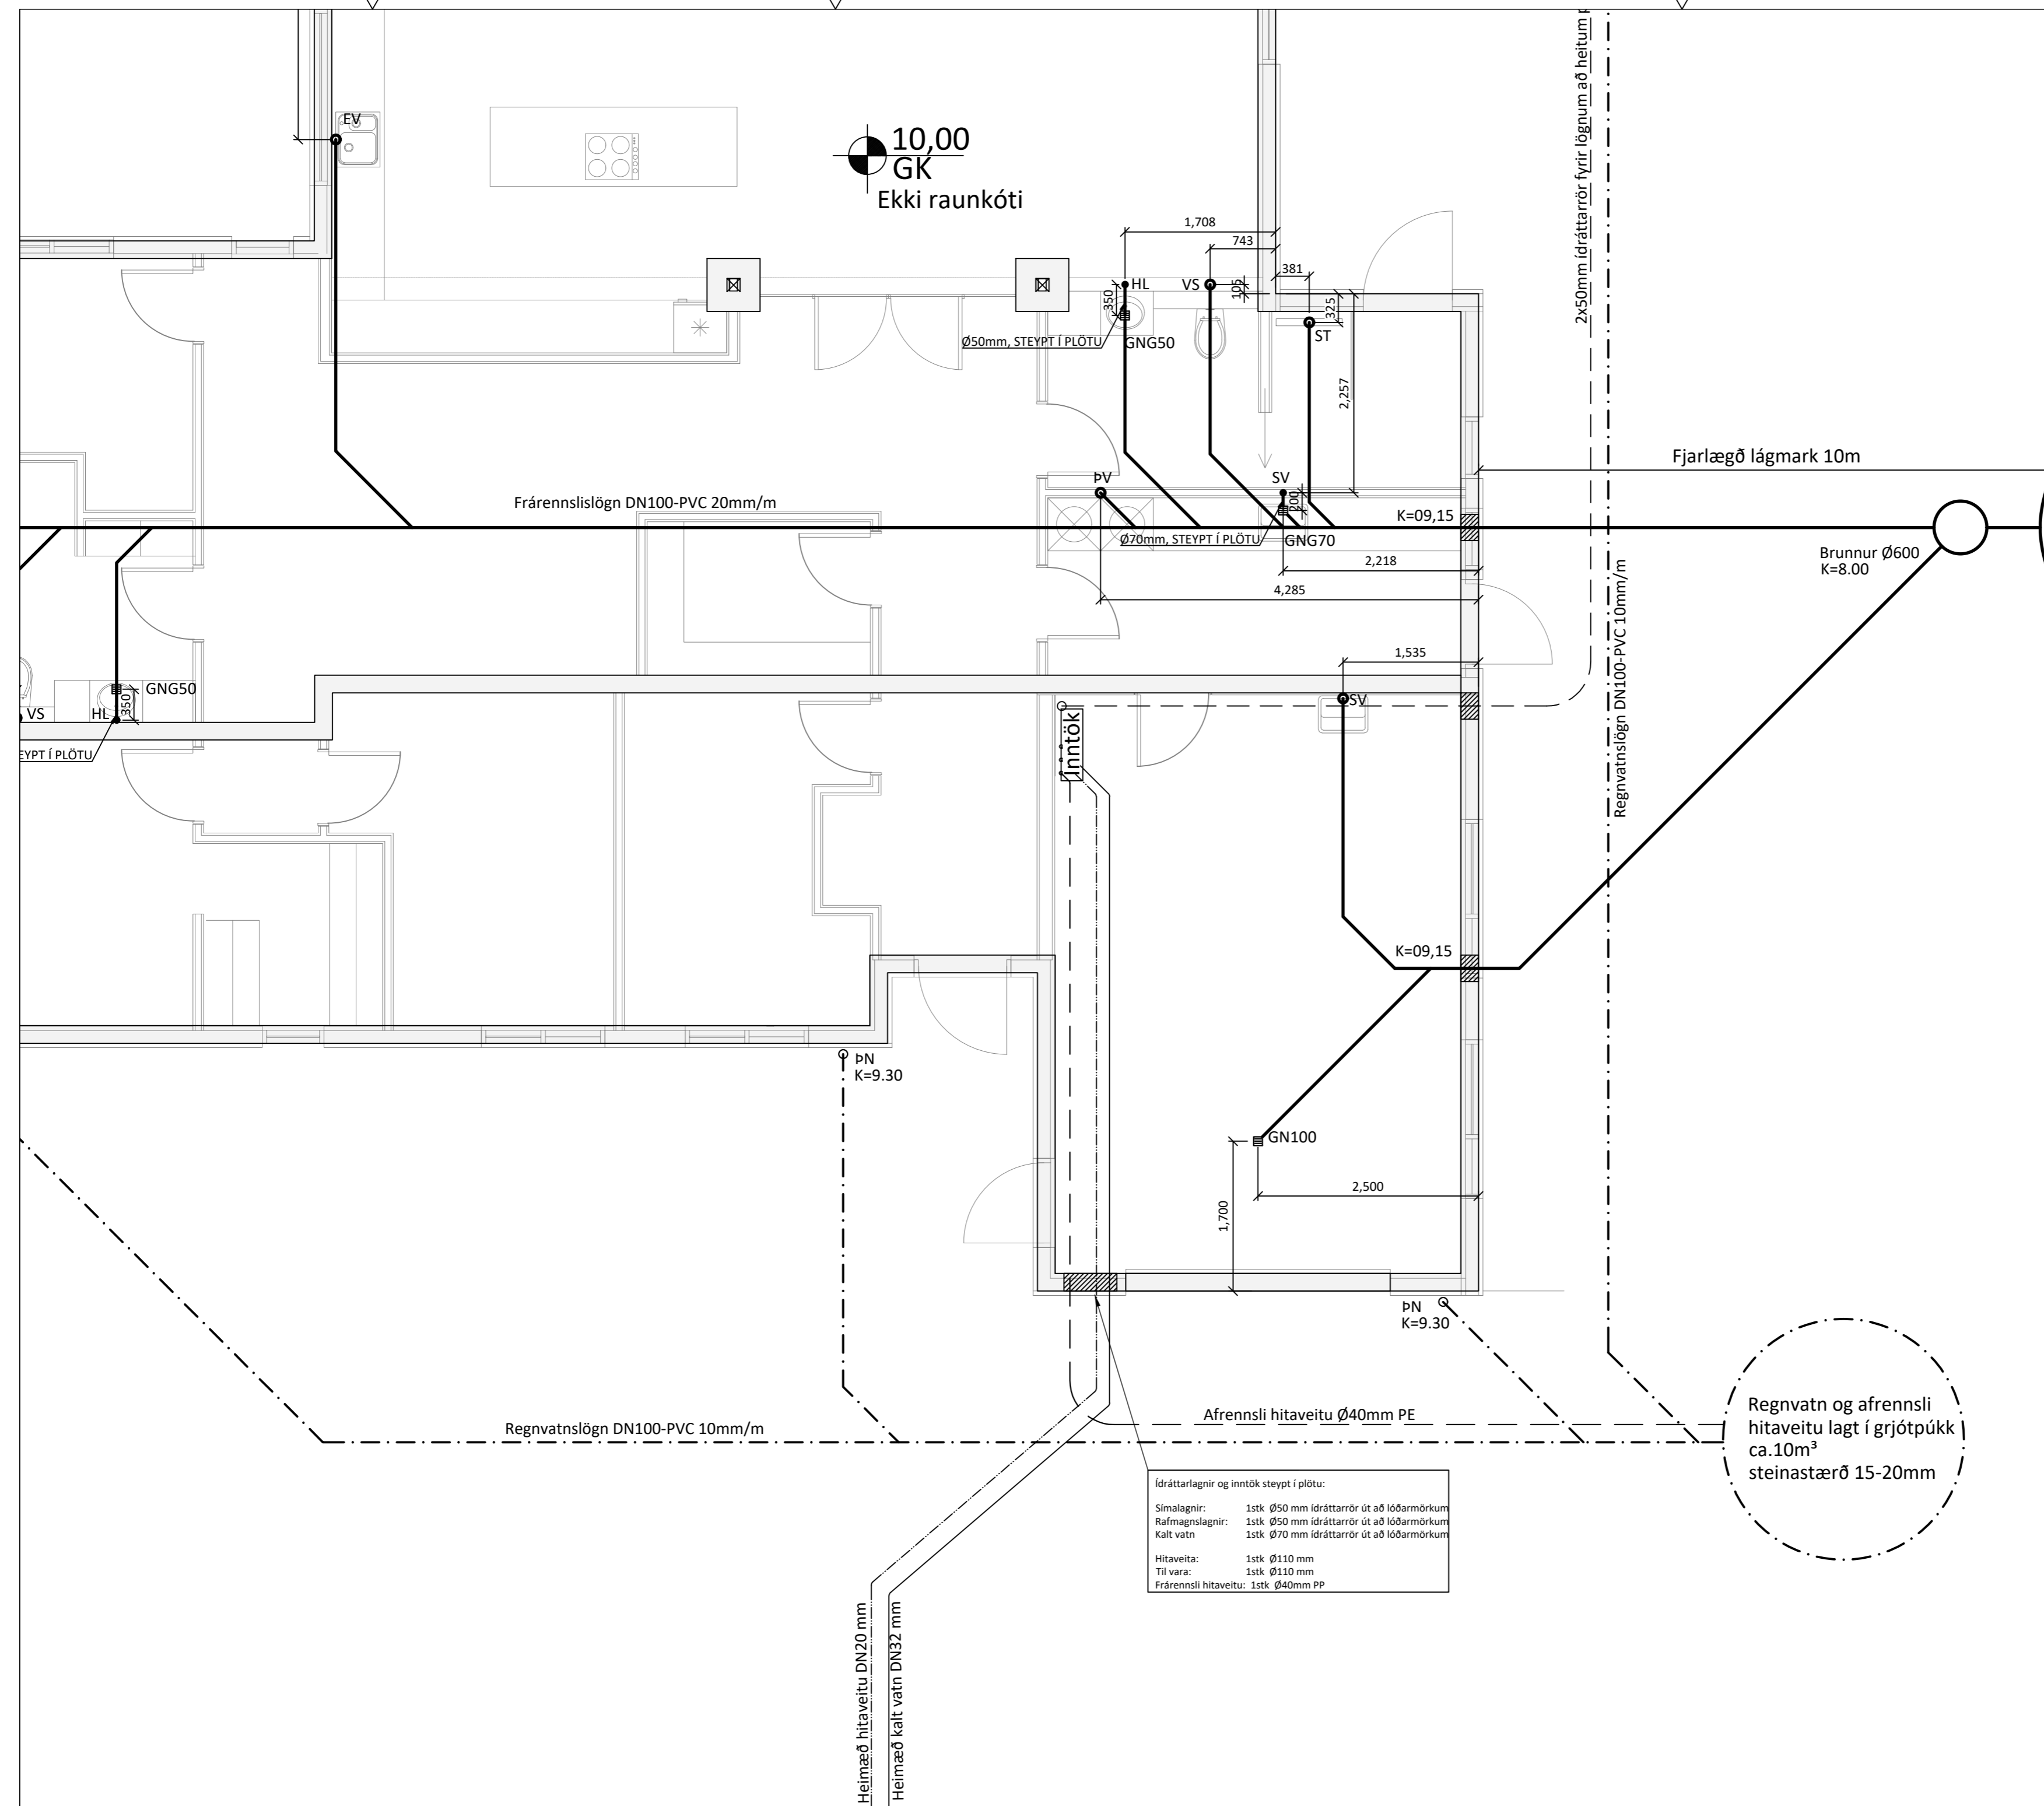 EV
10,00
GK
Ekki raunkóti
1,708
743
381
HL
VS
105
350
325
ST
Ø50mm, STEYPT Í PLÖTU
GNG50
2,257
2x50mm ídráttarrör fyrir lögnum að heitum
Fjarlægð lágmark 10m
ÞV
SV
200
Frárennslislögn DN100-PVC 20mm/m
K=09,15
Ø70mm, STEYPT Í PLÖTU
GNG70
Brunnur Ø600
K=8.00
2,218
4,285
Regnvatnslögn DN100-PVC 10mm/m
1,535
GNG50
350
VS
HL
SV
Inntök
EYPT Í PLÖTU
K=09,15
ÞN
K=9.30
GN100
2,500
1,700
ÞN
K=9.30
Afrennsli hitaveitu Ø40mm PE
Regnvatnslögn DN100-PVC 10mm/m
Regnvatn og afrennsli
hitaveitu lagt í grjótpúkk
ca.10m³
steinastærð 15-20mm
Ídráttarlagnir og inntök steypt í plötu:
Símalagnir: 1stk Ø50 mm ídráttarrör út að lóðarmörkum
Rafmagnslagnir: 1stk Ø50 mm ídráttarrör út að lóðarmörkum
Kalt vatn 1stk Ø70 mm ídráttarrör út að lóðarmörkum
Hitaveita: 1stk Ø110 mm
Til vara: 1stk Ø110 mm
Frárennsli hitaveitu: 1stk Ø40mm PP
Heimæð hitaveitu DN20 mm
Heimæð kalt vatn DN32 mm